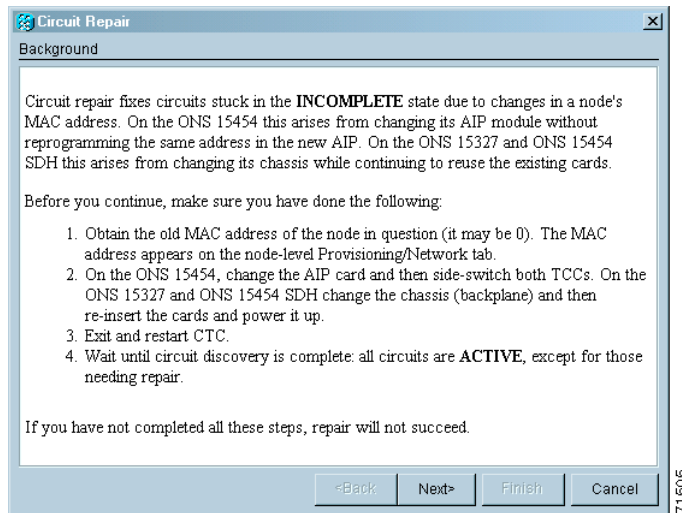 Circuit Repair
Background
Circuit repair fixes circuits stuck in the INCOMPLETE state due to changes in a node's
MAC address. On the ONS 15454 this arises from changing its AIP module without
reprogramming the same address in the new AIP. On the ONS 15327 and ONS 15454
SDH this arises from changing its chassis while continuing to reuse the existing cards.
Before you continue, make sure you have done the following:
1. Obtain the old MAC address of the node in question (it may be 0). The MAC
address appears on the node-level Provisioning/Network tab.
2. On the ONS 15454, change the AIP card and then side-switch both TCCs. On the
ONS 15327 and ONS 15454 SDH change the chassis (backplane) and then
re-insert the cards and power it up.
3. Exit and restart CTC.
4. Wait until circuit discovery is complete: all circuits are ACTIVE, except for those
needing repair.
If you have not completed all these steps, repair will not succeed.
<Back Next> Finish Cancel